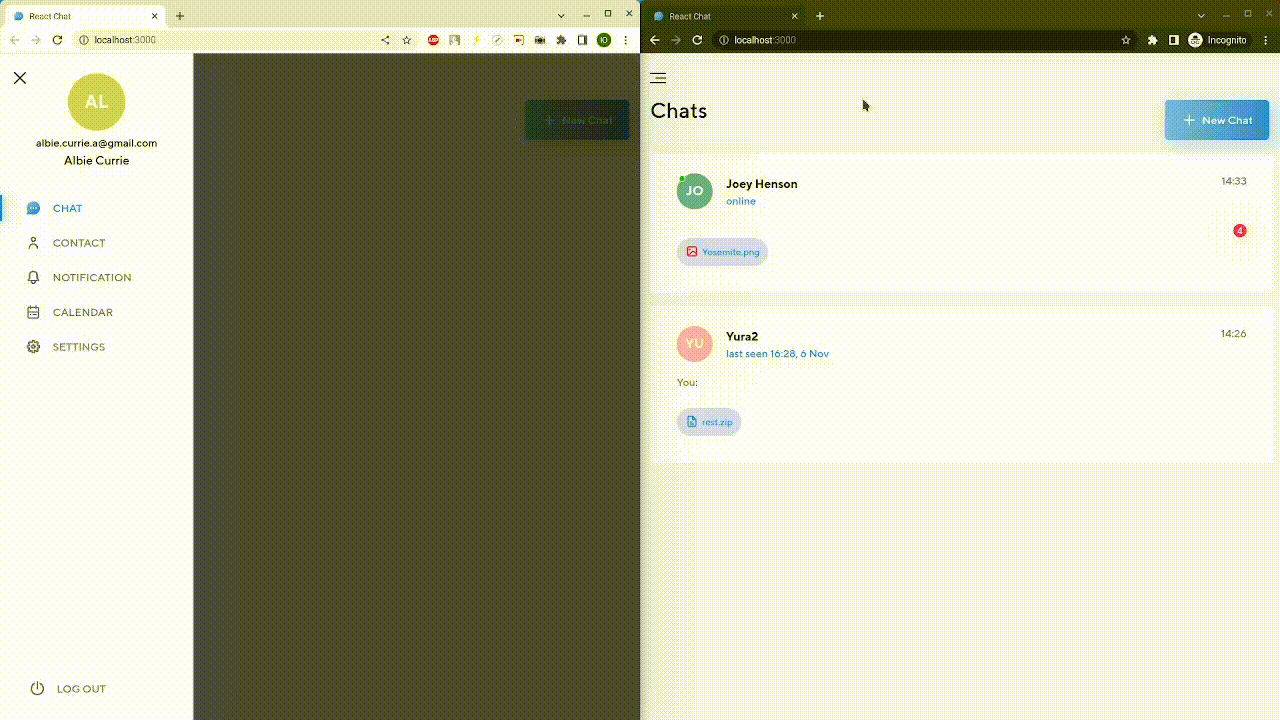 React Chat
localhost:3000
ABP
IO
AL
albie.currie.a@gmail.com
Albie Currie
CHAT
CONTACT
NOTIFICATION
CALENDAR
SETTINGS
LOG OUT
New Chat
React Chat
localhost:3000
Incognito
Chats
New Chat
JO
Joey Henson
14:33
online
4
Yosemite.png
YU
Yura2
14:26
last seen 16:28, 6 Nov
You:
rest.zip